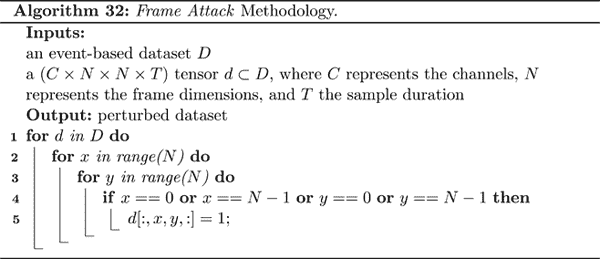 Algorithm 32: Frame Attack Methodology.
Inputs:
an event-based dataset D
a (C × N × N × T) tensor d ⊂ D, where C represents the channels, N
represents the frame dimensions, and T the sample duration
Output: perturbed dataset
1 for d in D do
2 for x in range(N) do
3 for y in range(N) do
4 if x == 0 or x == N − 1 or y == 0 or y == N − 1 then
5 d[:, x, y, :] = 1;